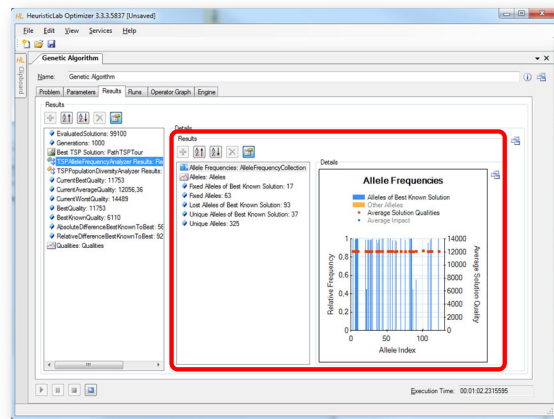 HeuristicLab Optimizer 3.3.3.5837 [Unsaved]
File Edit View Services Help
Clipboard
Genetic Algorithm
Name: Genetic Algorithm
Problem Parameters Results Runs Operator Graph Engine
Results
EvaluatedSolutions: 99100
Generations: 1000
Best TSP Solution: PathTSPTour
TSPAlleleFrequencyAnalyzer Results: Re
TSPPopulationDiversityAnalyzer Results:
CurrentBestQuality: 11753
CurrentAverageQuality: 12056,36
CurrentWorstQuality: 14489
BestQuality: 11753
BestKnownQuality: 6110
AbsoluteDifferenceBestKnownToBest: 56
RelativeDifferenceBestKnownToBest: 92
Qualities: Qualities
Details
Results
Allele Frequencies: AlleleFrequencyCollection
Alleles: Alleles
Fixed Alleles of Best Known Solution: 17
Fixed Alleles: 63
Lost Alleles of Best Known Solution: 93
Unique Alleles of Best Known Solution: 37
Unique Alleles: 325
Details
Allele Frequencies
Alleles of Best Known Solution
Other Alleles
Average Solution Qualities
Average Impact
Relative Frequency
1
0,8
0,6
0,4
0,2
0
14000
12000
10000
8000
6000
4000
2000
0
Average Solution Quality
0 50 100
Allele Index
Execution Time: 00:01:02.2315595